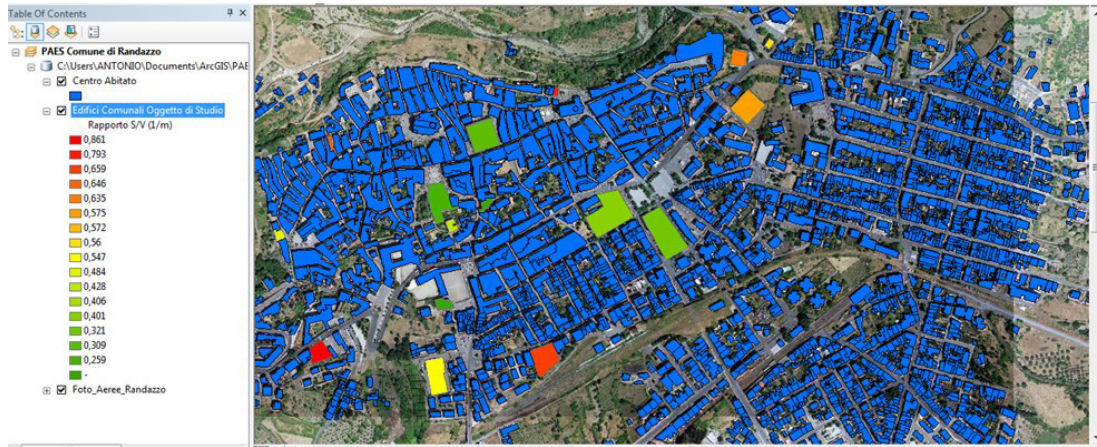 Table Of Contents
PAES Comune di Randazzo
C:\Users\ANTONIO\Documents\ArcGIS\PAE
Centro Abitato
Edifici Comunali Oggetto di Studio
Rapporto S/V (1/m)
0,861
0,793
0,659
0,646
0,635
0,575
0,572
0,56
0,547
0,484
0,428
0,406
0,401
0,321
0,309
0,259
-
Foto_Aeree_Randazzo